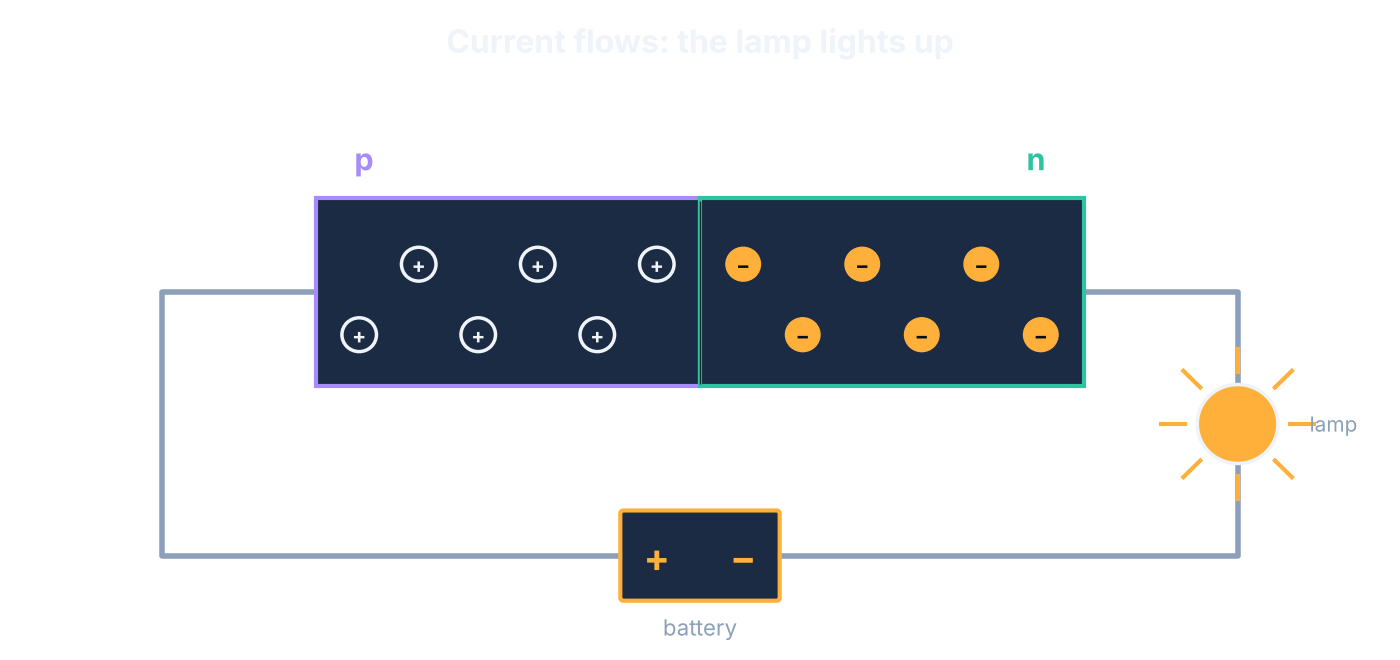 Current flows: the lamp lights up
p n
+ + + − − −
+ + + − − −
lamp
+ −
battery